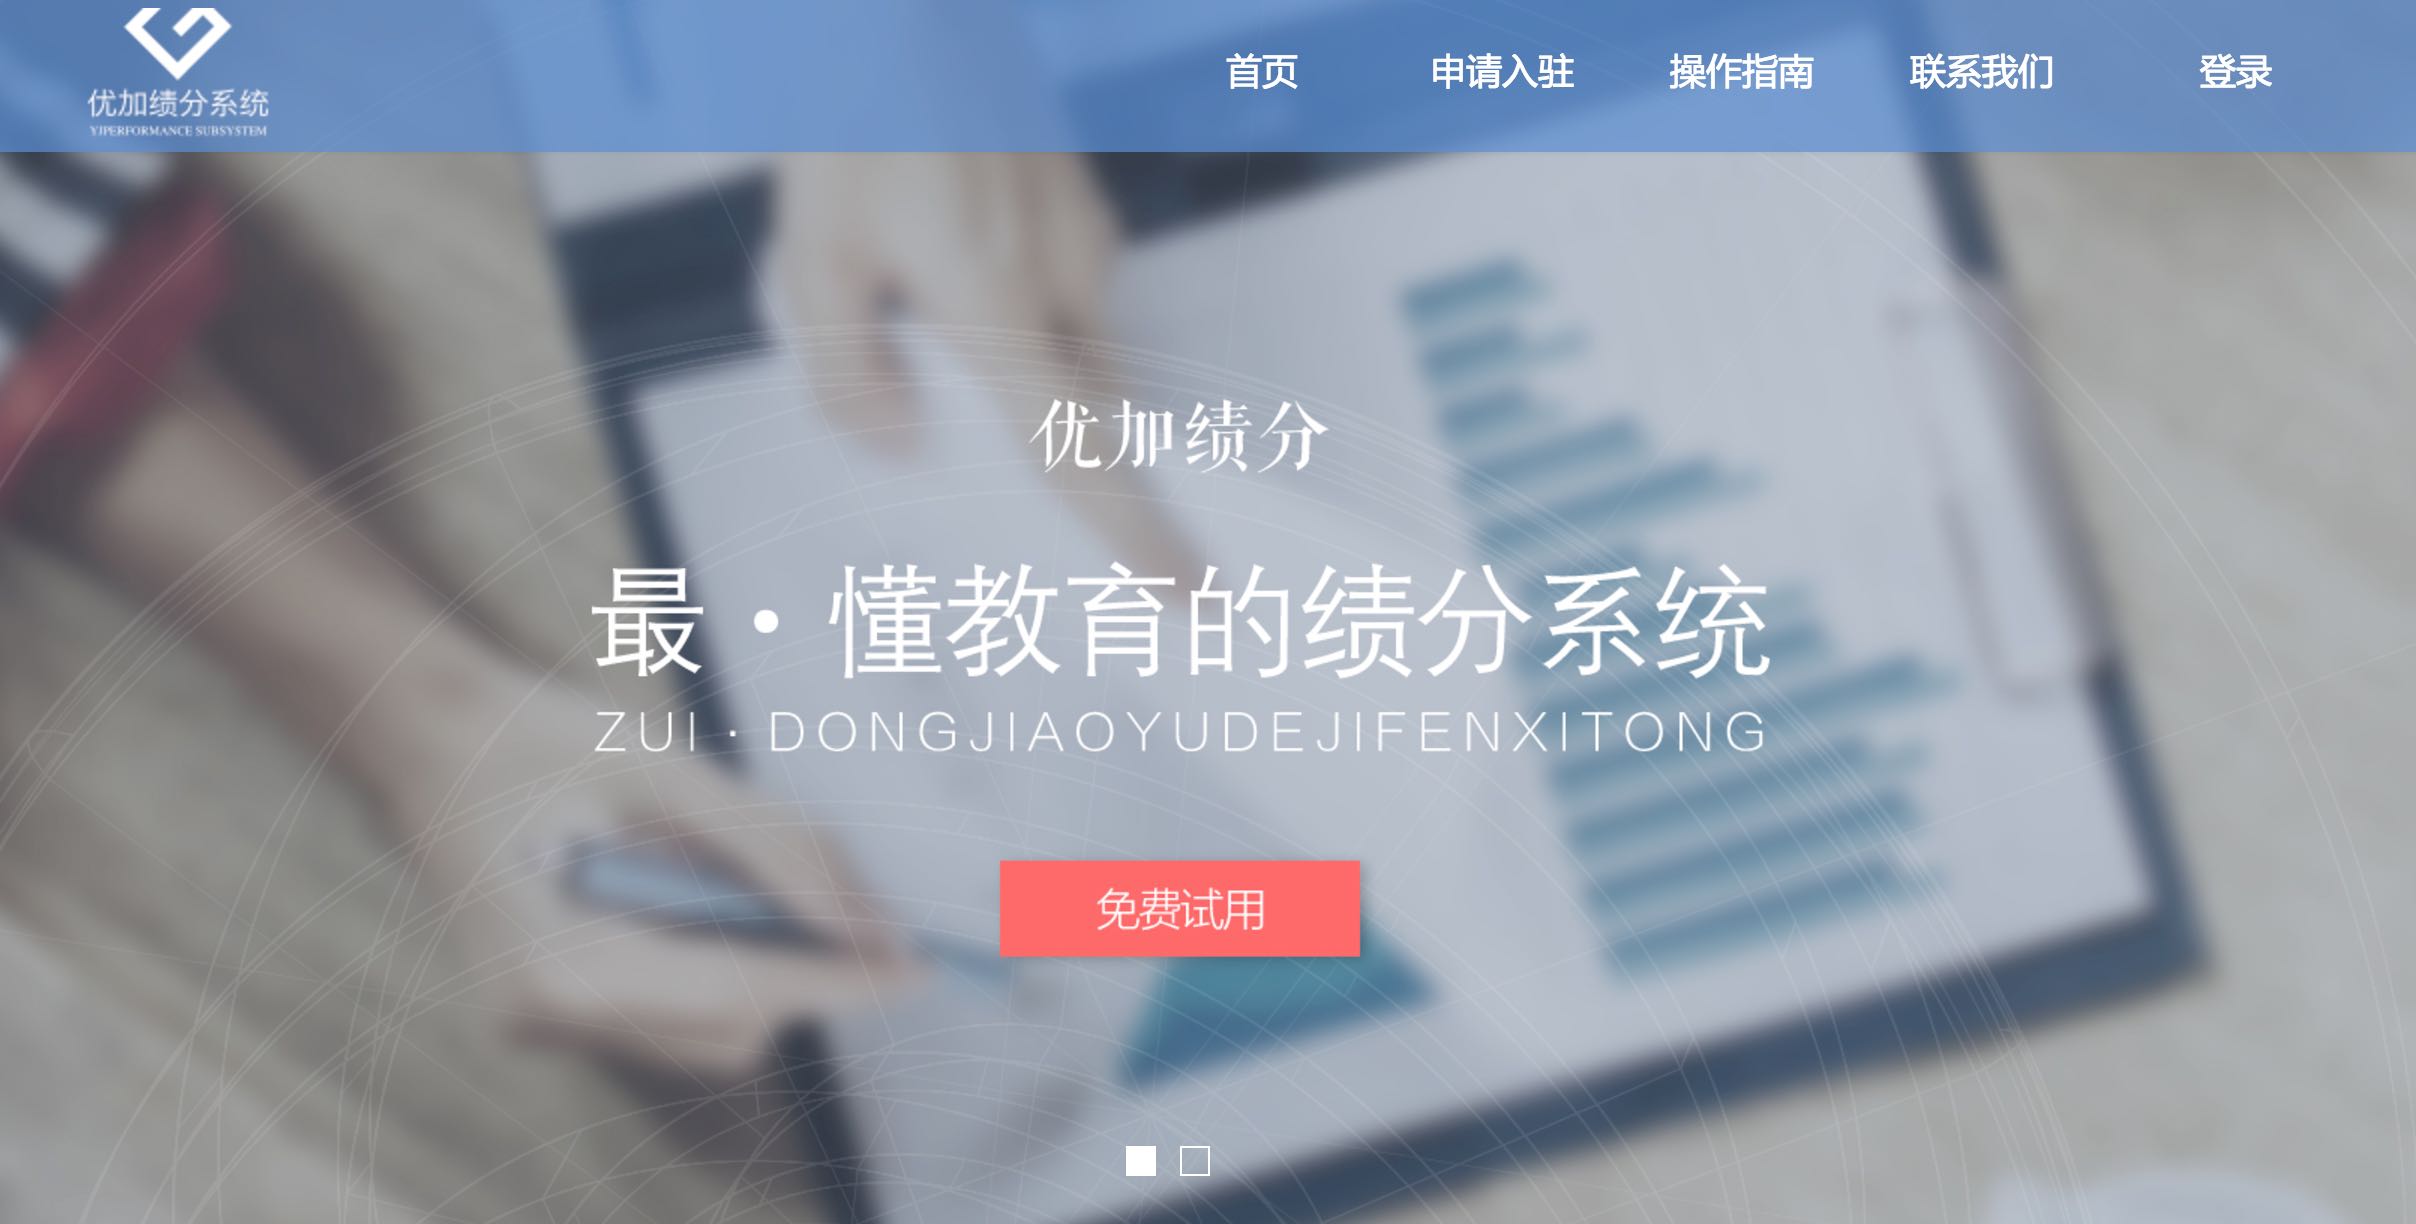 优加绩分系统
YJPERFORMANCE SUBSYSTEM
首页 申请入驻 操作指南 联系我们 登录
优加绩分
最·懂教育的绩分系统
ZUI·DONGJIAOYUDEJIFENXITONG
免费试用